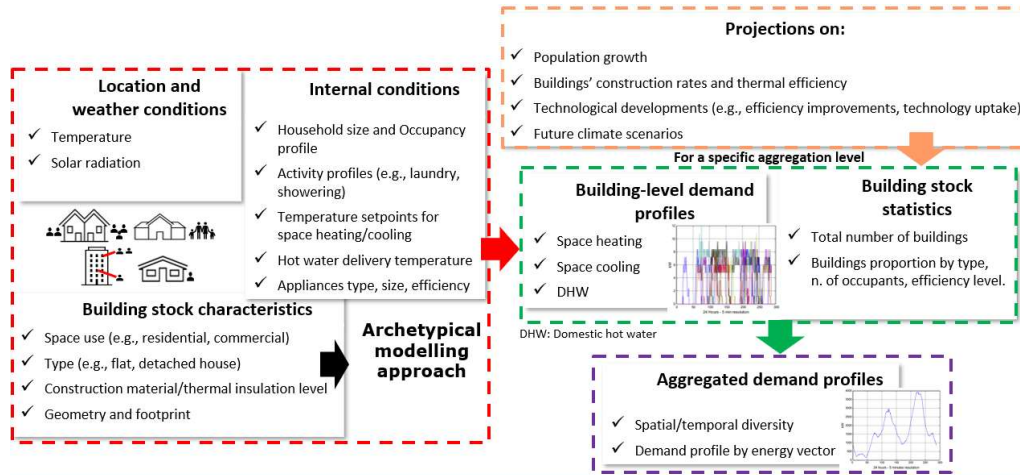 Projections on:
Population growth
Buildings' construction rates and thermal efficiency
Technological developments (e.g., efficiency improvements, technology uptake)
Future climate scenarios
Location and
weather conditions
Temperature
Solar radiation
Internal conditions
Household size and Occupancy
profile
Activity profiles (e.g., laundry,
showering)
Temperature setpoints for
space heating/cooling
Hot water delivery temperature
Appliances type, size, efficiency
Building stock characteristics
Space use (e.g., residential, commercial)
Type (e.g., flat, detached house)
Construction material/thermal insulation level
Geometry and footprint
Archetypical
modelling
approach
For a specific aggregation level
Building-level demand
profiles
Space heating
Space cooling
DHW
24 Hours - 5 min resolution
Building stock
statistics
Total number of buildings
Buildings proportion by type,
n. of occupants, efficiency level.
DHW: Domestic hot water
Aggregated demand profiles
Spatial/temporal diversity
Demand profile by energy vector